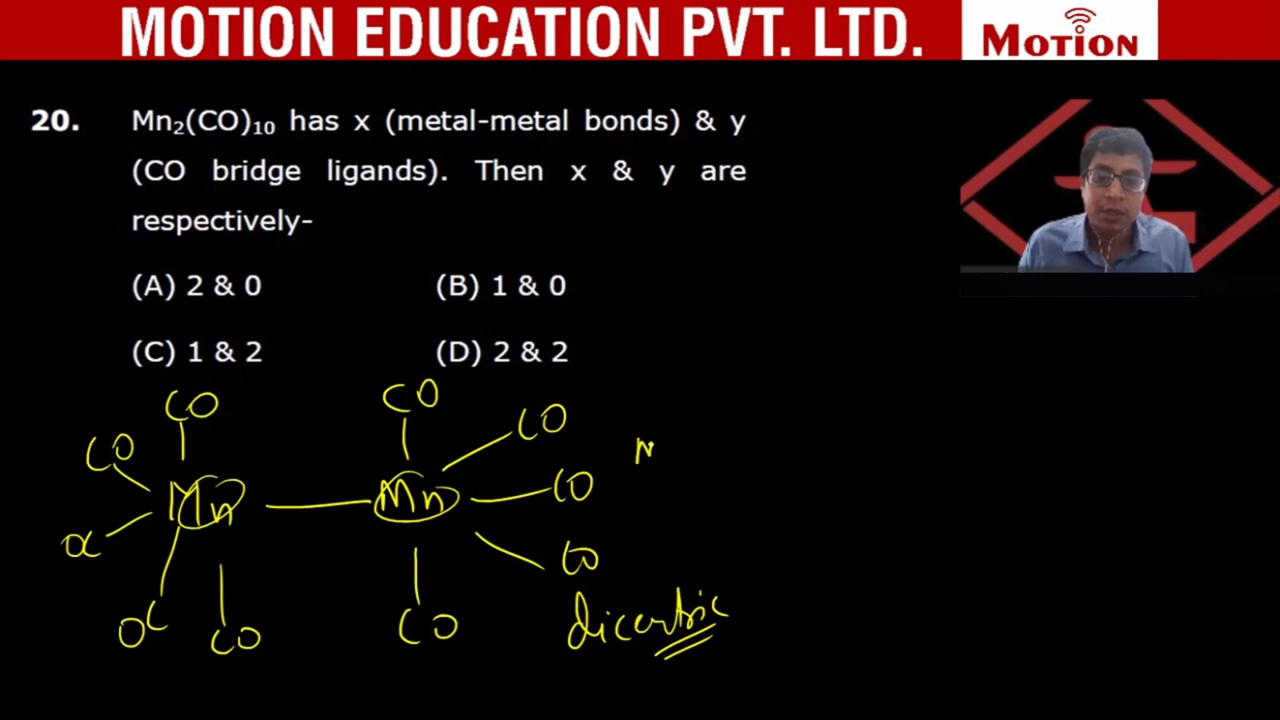 MOTION EDUCATION PVT. LTD.
MOTION
20. Mn₂(CO)₁₀ has x (metal-metal bonds) & y
(CO bridge ligands). Then x & y are
respectively-
(A) 2 & 0 (B) 1 & 0
(C) 1 & 2 (D) 2 & 2
CO CO
CO CO
Mn Mn CO N
OC CO
OC CO CO
dicentric